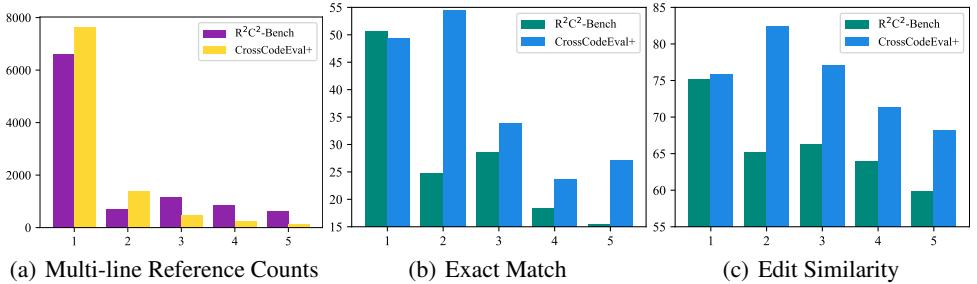 8000
6000
4000
2000
0
1 2 3 4 5
R²C²-Bench
CrossCodeEval+
(a) Multi-line Reference Counts
55
50
45
40
35
30
25
20
15
1 2 3 4 5
R²C²-Bench
CrossCodeEval+
(b) Exact Match
85
80
75
70
65
60
55
1 2 3 4 5
R²C²-Bench
CrossCodeEval+
(c) Edit Similarity